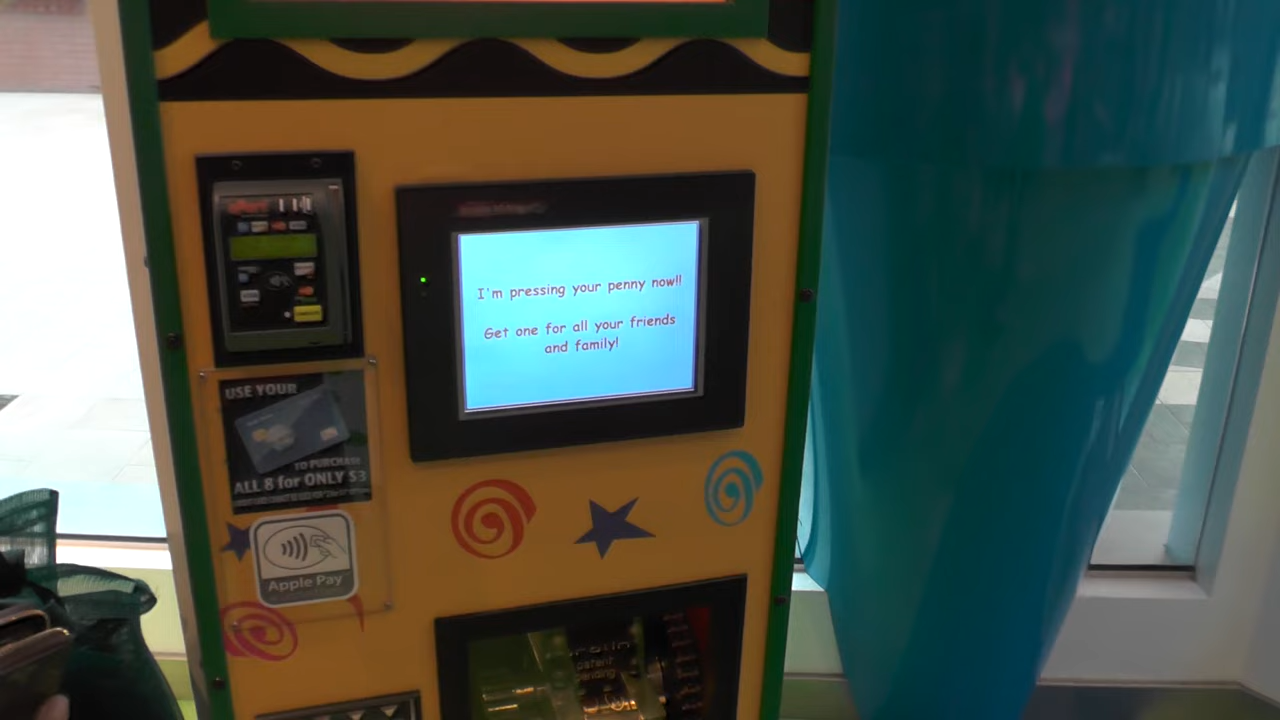 I'm pressing your penny now!!
Get one for all your friends
and family!
USE YOUR
TO PURCHASE
ALL 8 for ONLY $3
Apple Pay
patent
pending